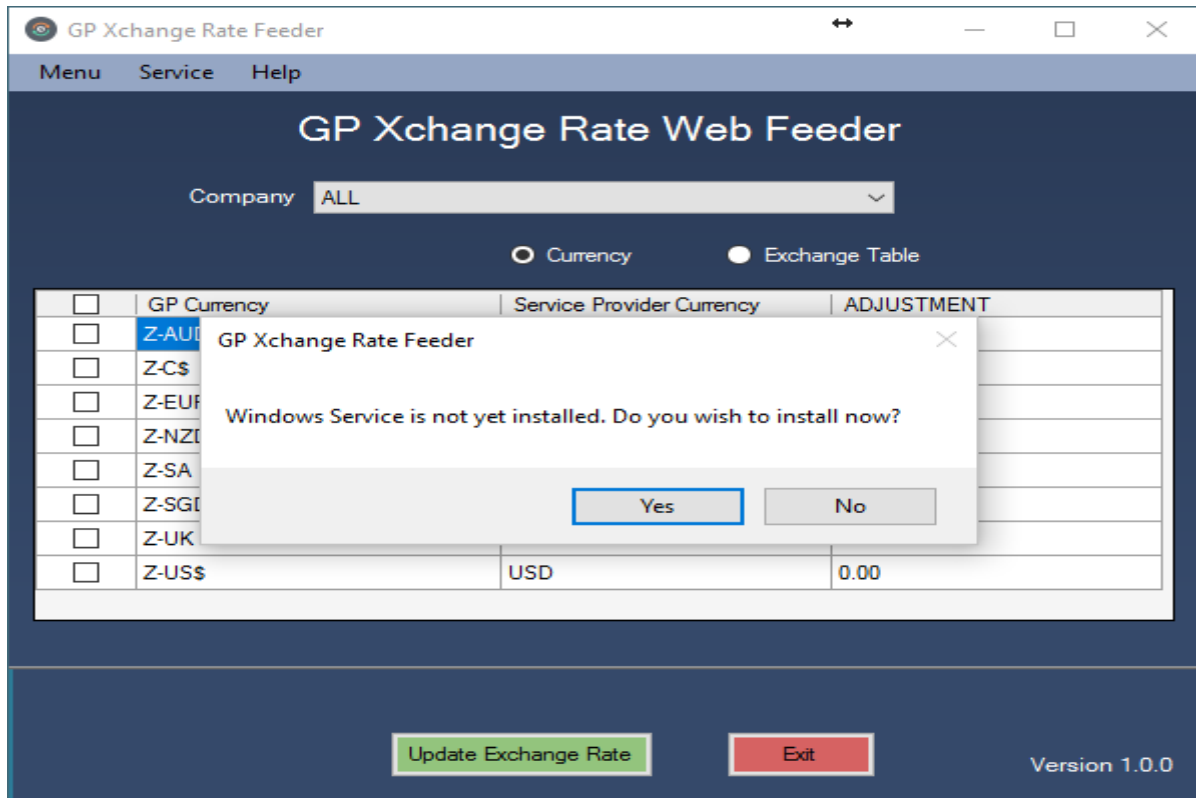 GP Xchange Rate Feeder
Menu Service Help
GP Xchange Rate Web Feeder
Company ALL
Currency Exchange Table
GP Currency Service Provider Currency ADJUSTMENT
GP Xchange Rate Feeder
Windows Service is not yet installed. Do you wish to install now?
Yes No
Z-C$
Z-SA
Z-UK
Z-US$ USD 0.00
Update Exchange Rate Exit
Version 1.0.0